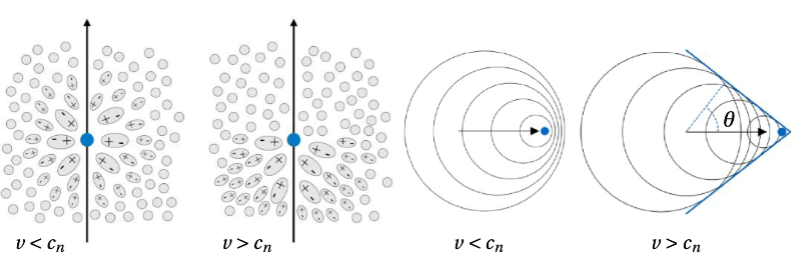 θ
v < cₙ
v > cₙ
v < cₙ
v > cₙ